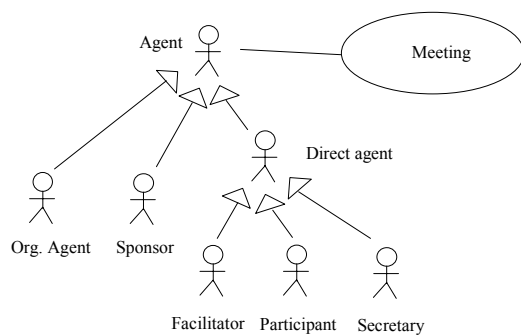 Agent
Meeting
Direct agent
Org. Agent
Sponsor
Facilitator
Participant
Secretary